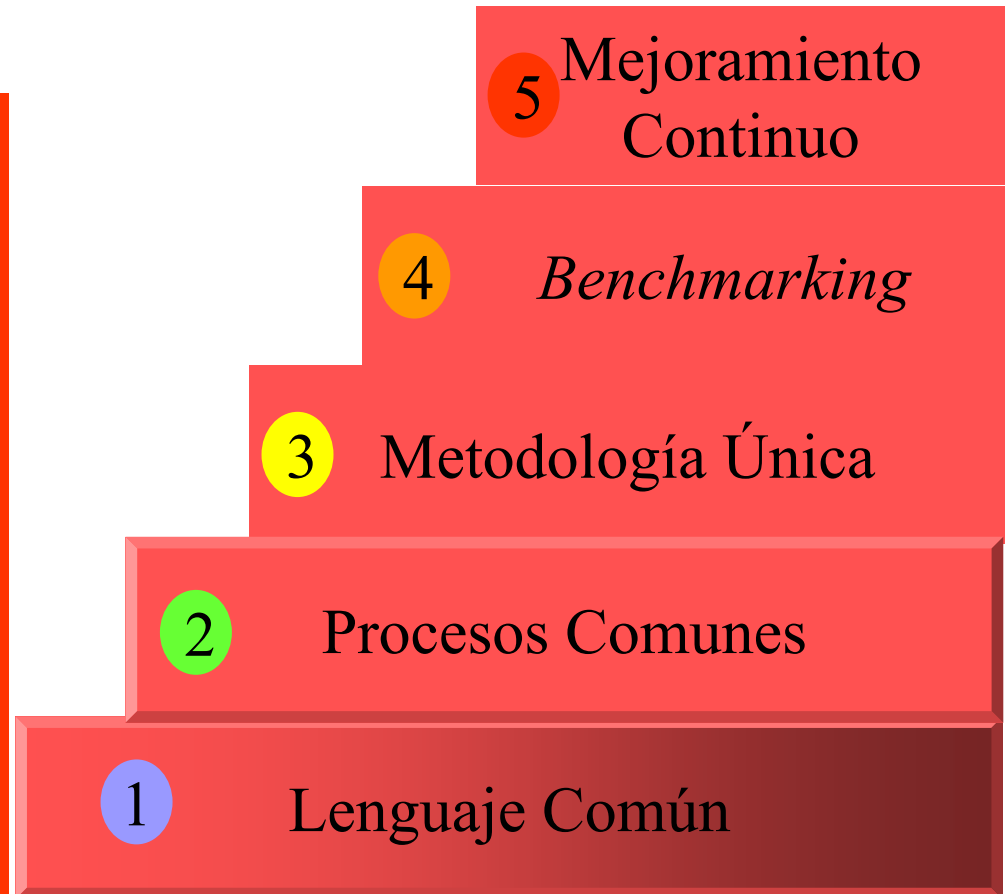 5 Mejoramiento
Continuo
4 Benchmarking
3 Metodología Única
2 Procesos Comunes
1 Lenguaje Común